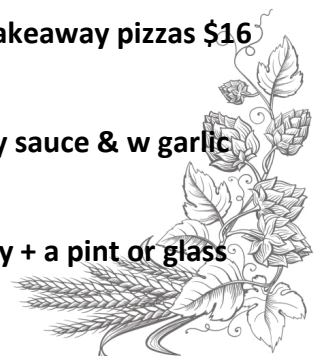 akeaway pizzas $16
y sauce & w garlic
y + a pint or glass